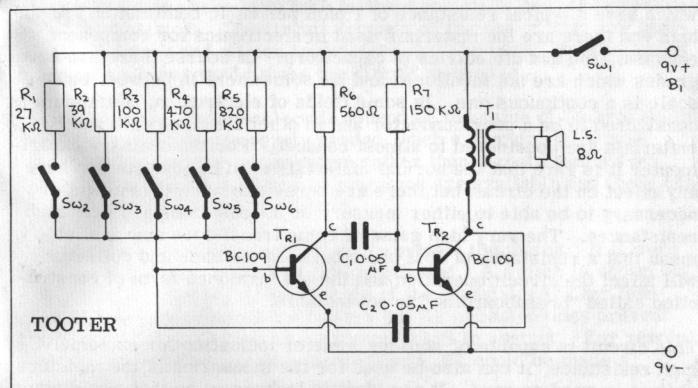 Sw₁
9v+
B₁
R₁
27
KΩ
R₂
39
KΩ
R₃
100
KΩ
R₄
470
KΩ
R₅
820
KΩ
R₆
560Ω
R₇
L.S.
8Ω
Sw₂
Sw₃
Sw₄
Sw₅
Sw₆
TR₁
c
C₁ 0·05
µF
TR₂
c
BC109
b
e
b
BC109
e
C₂ 0·05µF
TOOTER
9v-